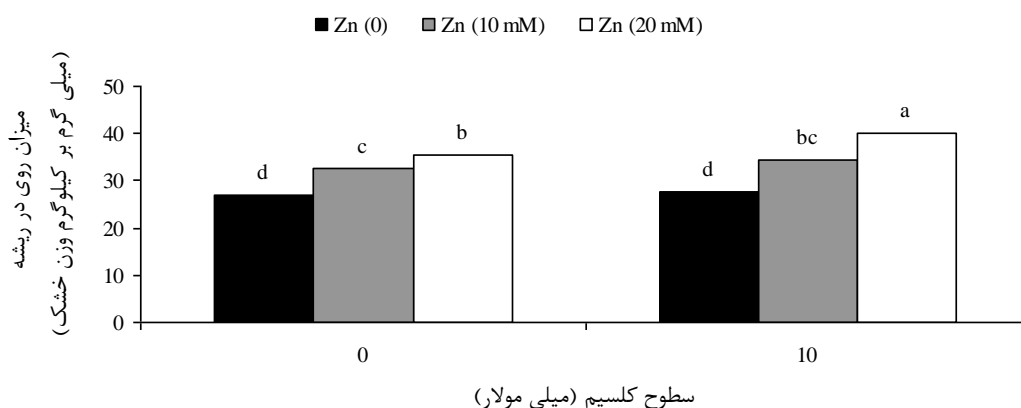 Zn (0) Zn (10 mM) Zn (20 mM)
میزان روی در ریشه
(میلی گرم بر کیلوگرم وزن خشک)
50
40
30
20
10
0
d c b d bc a
0 10
سطوح کلسیم (میلی مولار)